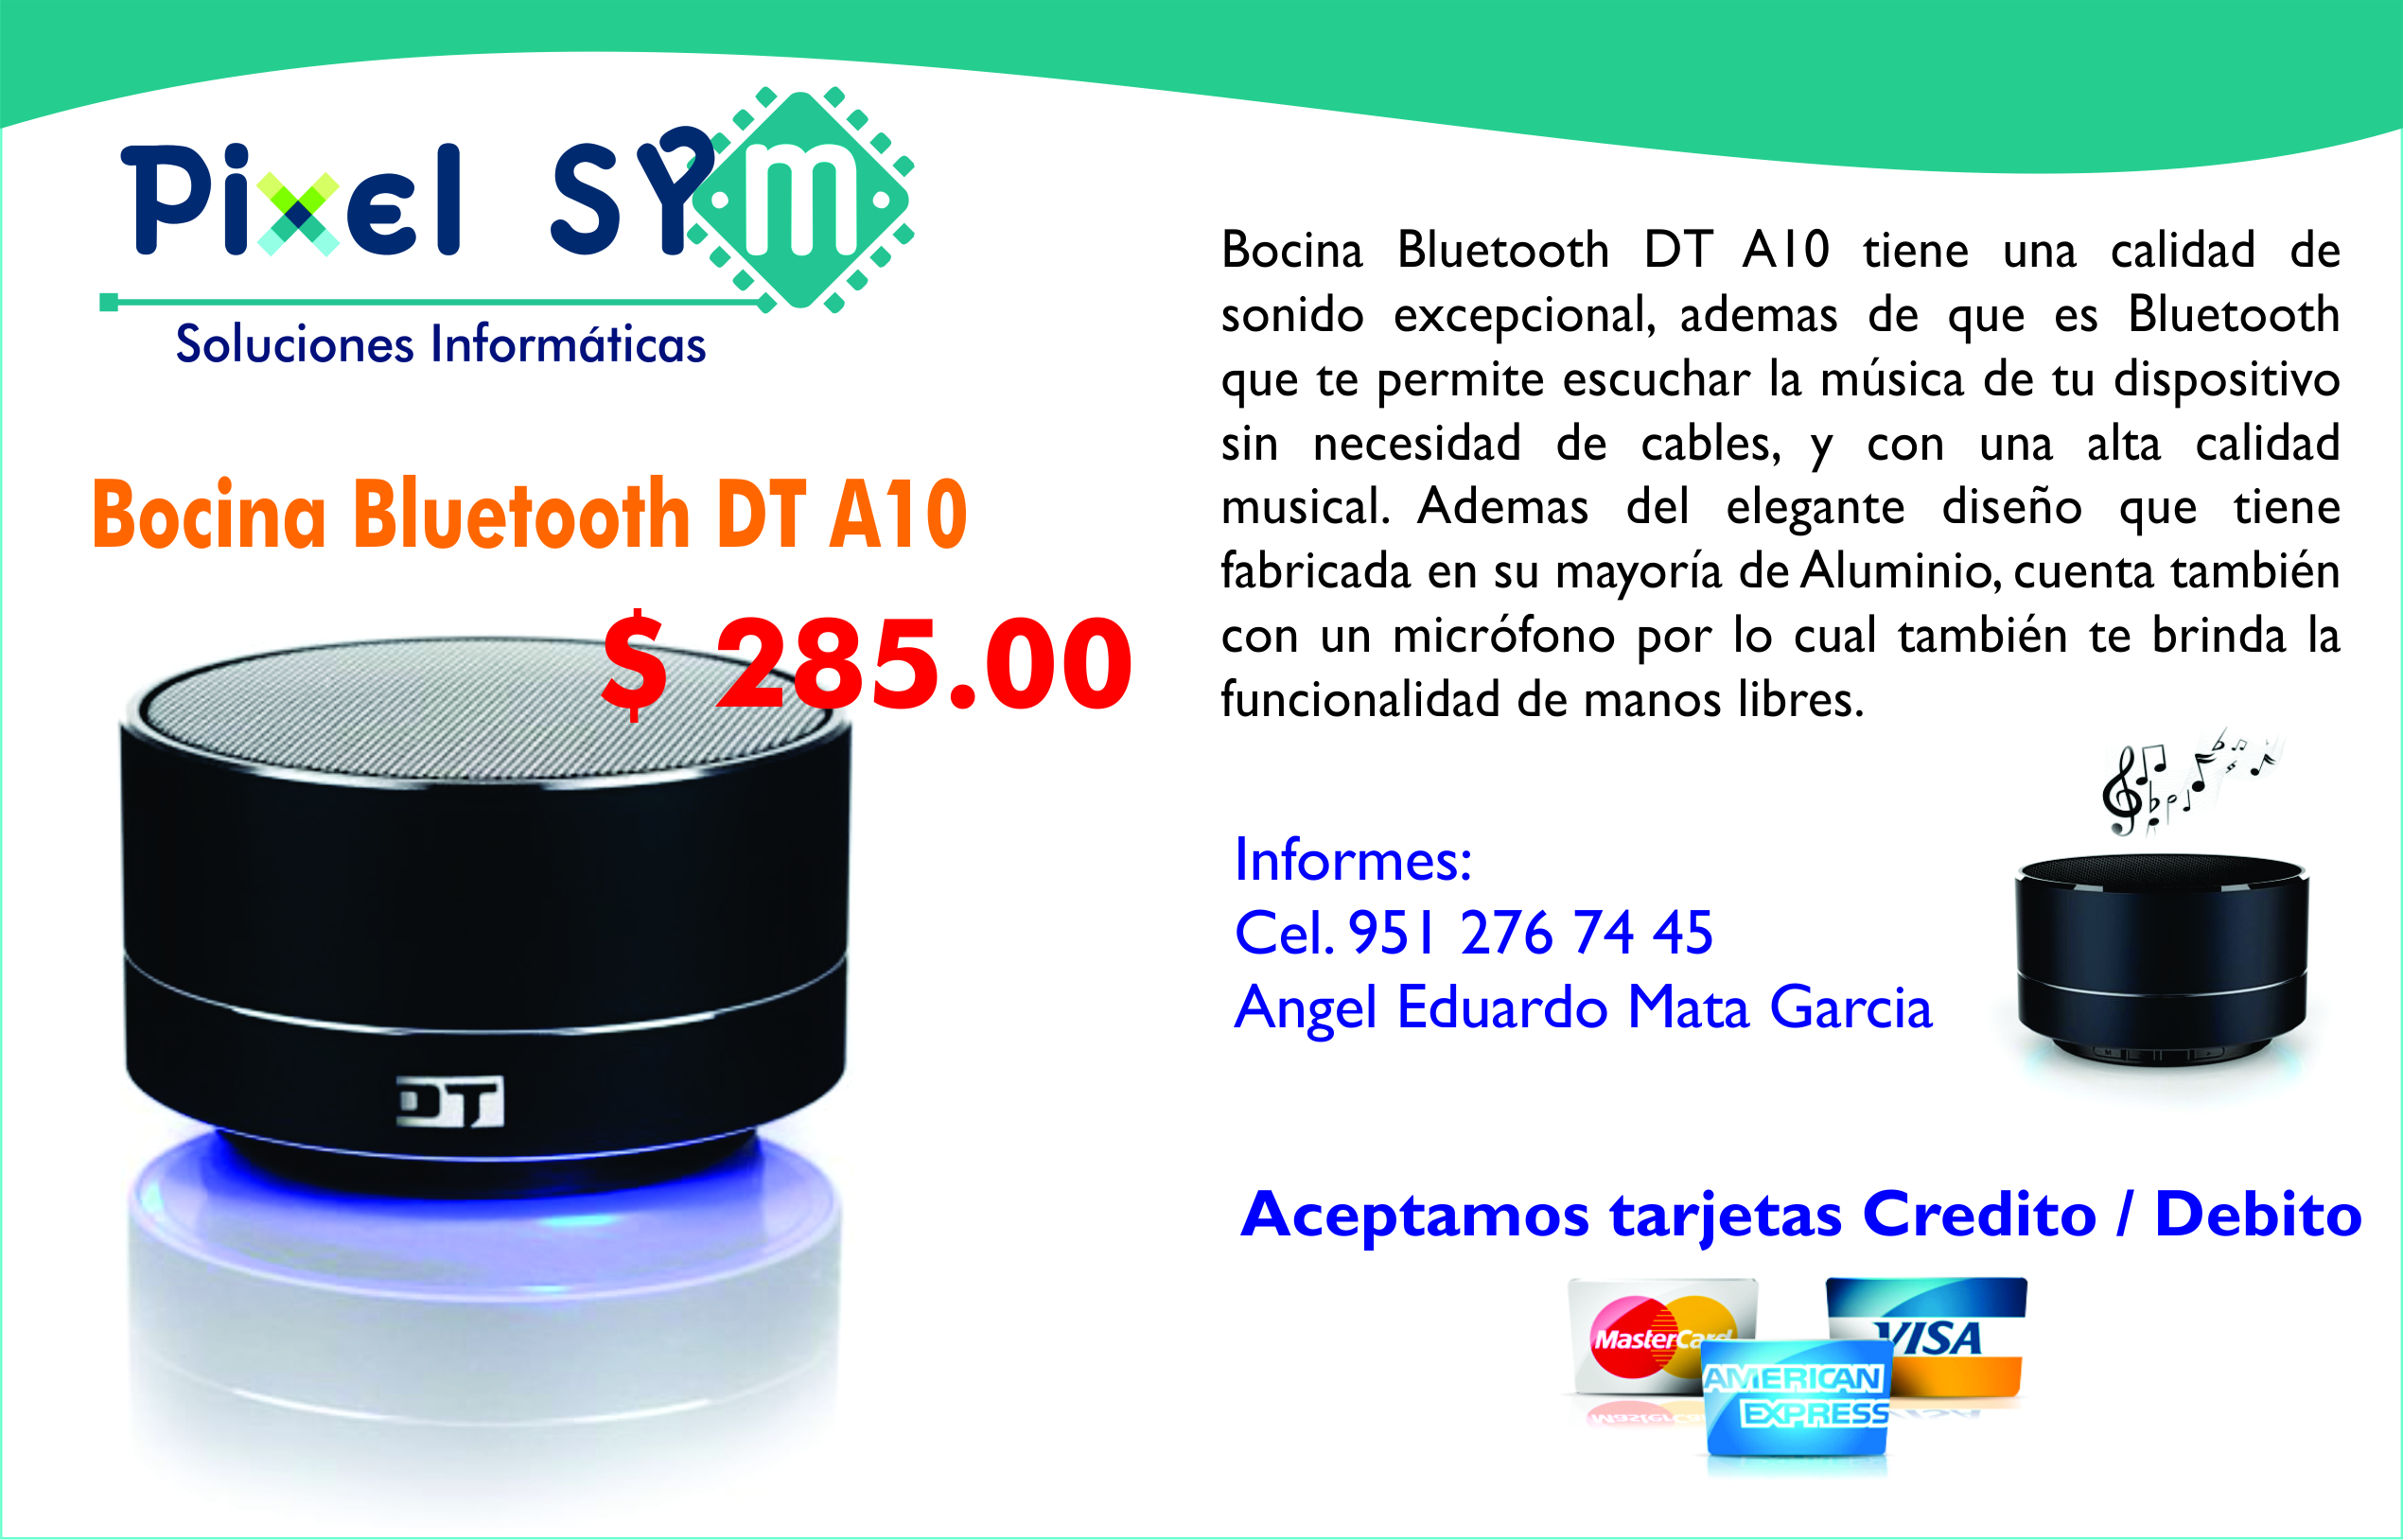 Pixel SYm
Soluciones Informáticas
Bocina Bluetooth DT A10
$ 285.00
DT
Bocina Bluetooth DT A10 tiene una calidad de
sonido excepcional, ademas de que es Bluetooth
que te permite escuchar la música de tu dispositivo
sin necesidad de cables, y con una alta calidad
musical. Ademas del elegante diseño que tiene
fabricada en su mayoría de Aluminio, cuenta también
con un micrófono por lo cual también te brinda la
funcionalidad de manos libres.
Informes:
Cel. 951 276 74 45
Angel Eduardo Mata Garcia
Aceptamos tarjetas Credito / Debito
MasterCard
VISA
AMERICAN
EXPRESS